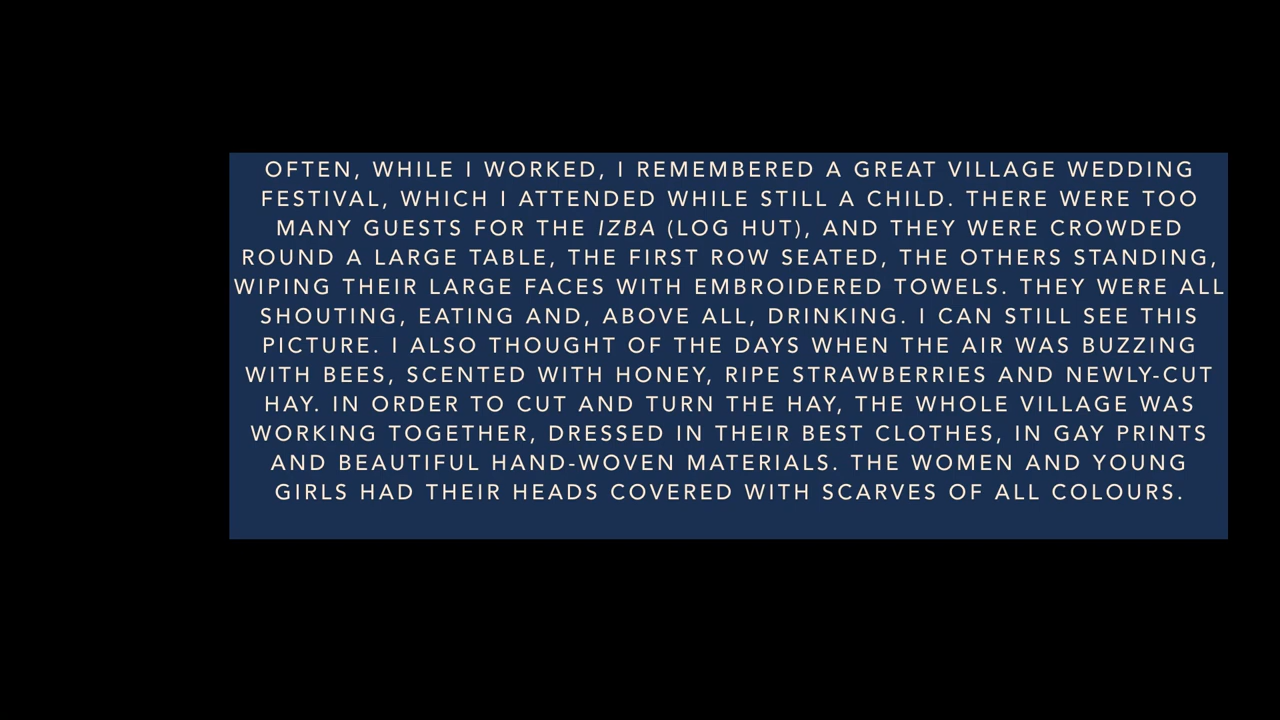 OFTEN, WHILE I WORKED, I REMEMBERED A GREAT VILLAGE WEDDING
FESTIVAL, WHICH I ATTENDED WHILE STILL A CHILD. THERE WERE TOO
MANY GUESTS FOR THE IZBA (LOG HUT), AND THEY WERE CROWDED
ROUND A LARGE TABLE, THE FIRST ROW SEATED, THE OTHERS STANDING,
WIPING THEIR LARGE FACES WITH EMBROIDERED TOWELS. THEY WERE ALL
SHOUTING, EATING AND, ABOVE ALL, DRINKING. I CAN STILL SEE THIS
PICTURE. I ALSO THOUGHT OF THE DAYS WHEN THE AIR WAS BUZZING
WITH BEES, SCENTED WITH HONEY, RIPE STRAWBERRIES AND NEWLY-CUT
HAY. IN ORDER TO CUT AND TURN THE HAY, THE WHOLE VILLAGE WAS
WORKING TOGETHER, DRESSED IN THEIR BEST CLOTHES, IN GAY PRINTS
AND BEAUTIFUL HAND-WOVEN MATERIALS. THE WOMEN AND YOUNG
GIRLS HAD THEIR HEADS COVERED WITH SCARVES OF ALL COLOURS.